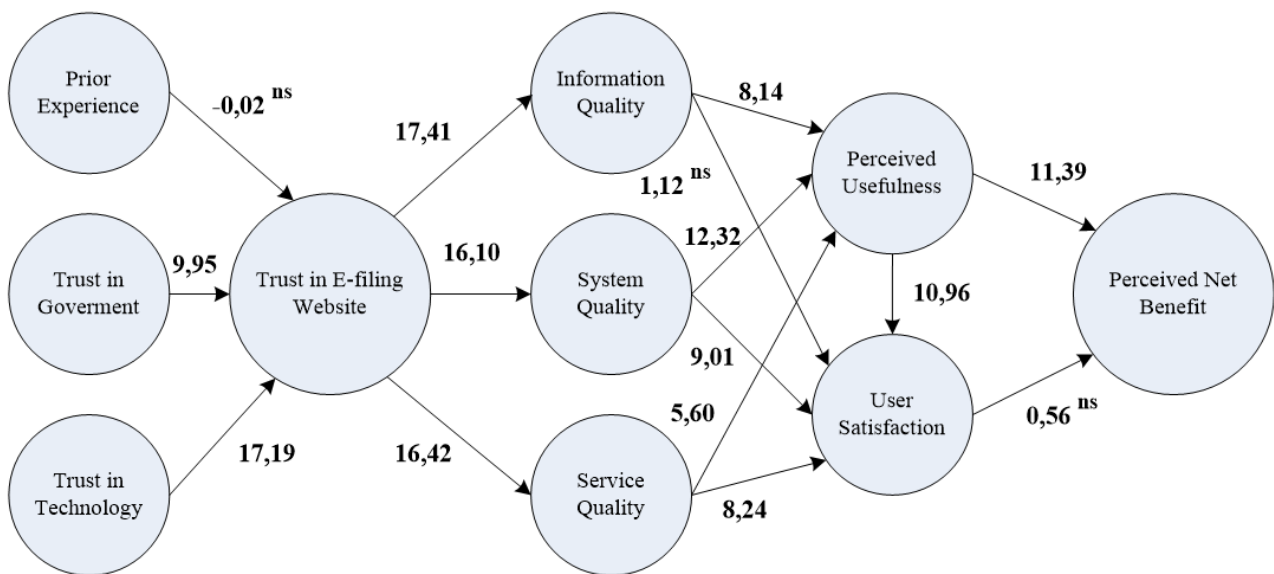 Prior
Experience
-0,02 ns
Trust in
Goverment
9,95
Trust in
Technology
17,19
Trust in E-filing
Website
17,41
16,10
16,42
Information
Quality
System
Quality
Service
Quality
8,14
1,12 ns
12,32
9,01
5,60
8,24
Perceived
Usefulness
10,96
User
Satisfaction
11,39
0,56 ns
Perceived Net
Benefit